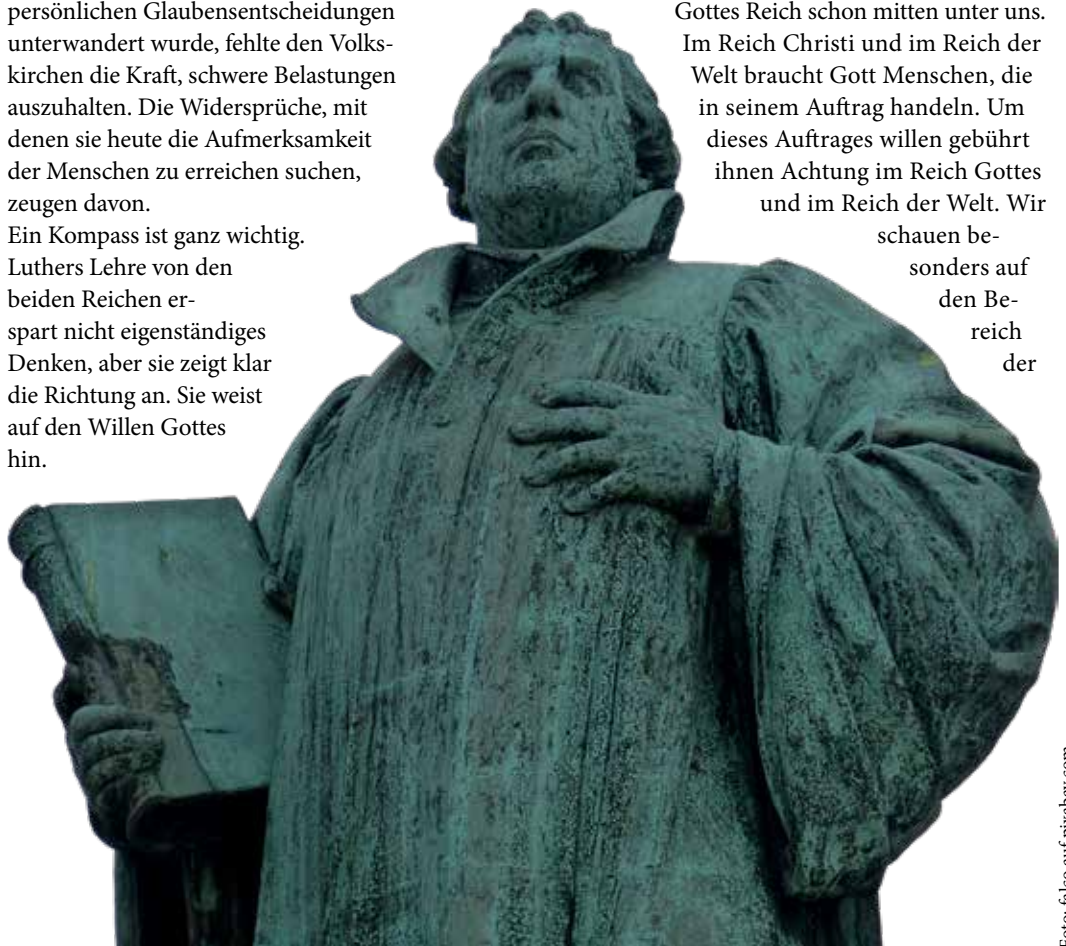 persönlichen Glaubensentscheidungen
unterwandert wurde, fehlte den Volks-
kirchen die Kraft, schwere Belastungen
auszuhalten. Die Widersprüche, mit
denen sie heute die Aufmerksamkeit
der Menschen zu erreichen suchen,
zeugen davon.
Ein Kompass ist ganz wichtig.
Luthers Lehre von den
beiden Reichen er-
spart nicht eigenständiges
Denken, aber sie zeigt klar
die Richtung an. Sie weist
auf den Willen Gottes
hin.
Gottes Reich schon mitten unter uns.
Im Reich Christi und im Reich der
Welt braucht Gott Menschen, die
in seinem Auftrag handeln. Um
dieses Auftrages willen gebührt
ihnen Achtung im Reich Gottes
und im Reich der Welt. Wir
schauen be-
sonders auf
den Be-
reich
der
Foto: falco auf pixabay.com